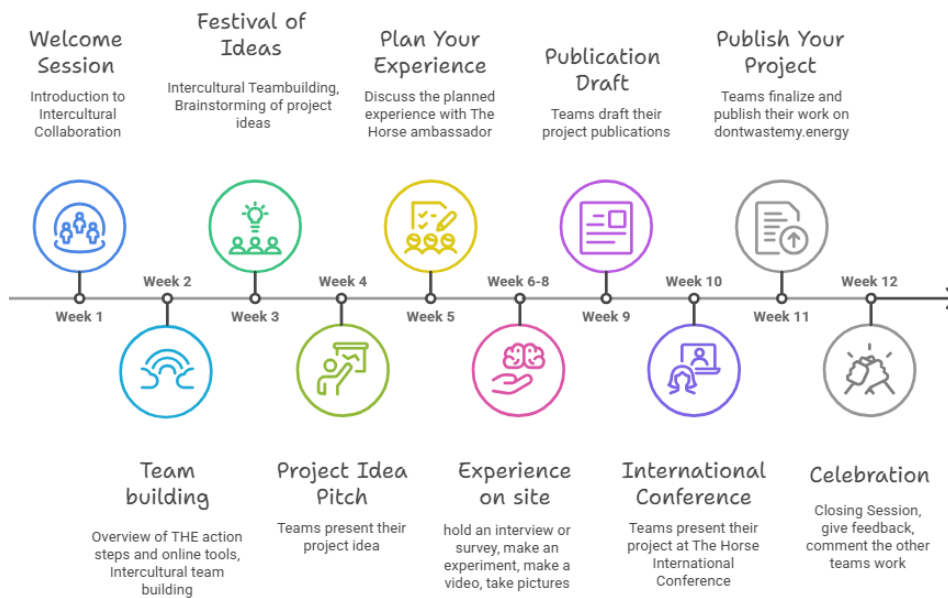 Welcome
Session
Introduction to
Intercultural
Collaboration
Festival of
Ideas
Intercultural Teambuilding,
Brainstorming of project
ideas
Plan Your
Experience
Discuss the planned
experience with The
Horse ambassador
Publication
Draft
Teams draft their
project publications
Publish Your
Project
Teams finalize and
publish their work on
dontwastemy.energy
Week 2
Week 4
Week 6-8
Week 10
Week 12
Week 1
Week 3
Week 5
Week 9
Week 11
Team
building
Overview of THE action
steps and online tools,
Intercultural team
building
Project Idea
Pitch
Teams present their
project idea
Experience
on site
hold an interview or
survey, make an
experiment, make a
video, take pictures
International
Conference
Teams present their
project at The Horse
International
Conference
Celebration
Closing Session,
give feedback,
comment the other
teams work